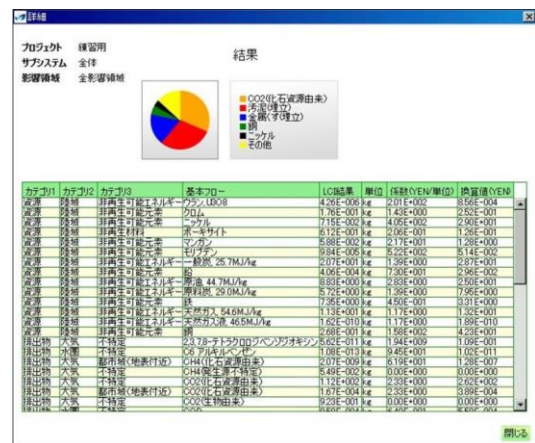 詳細
プロジェクト 練習用
サブシステム 全体
影響領域 全影響領域
結果
CO2(化石資源由来)
汚泥(埋立)
金属くず(埋立)
銅
ニッケル
その他
カテゴリ1 カテゴリ2 カテゴリ3 基本フロー LCI結果 単位 係数(YEN/単位) 換算値(YEN)
資源 陸域 非再生可能エネルギー ウラン, U3O8 4.26E-006 kg 2.01E+002 8.56E-004
資源 陸域 非再生可能元素 クロム 1.76E-001 kg 1.43E+000 2.52E-001
資源 陸域 非再生可能元素 ニッケル 7.15E-002 kg 4.05E+002 2.90E+001
資源 陸域 非再生材料 ボーキサイト 6.12E-001 kg 2.06E-001 1.26E-001
資源 陸域 非再生可能元素 マンガン 5.88E-002 kg 2.17E+001 1.28E+000
資源 陸域 非再生可能元素 モリブデン 9.84E-005 kg 5.22E+002 5.14E-002
資源 陸域 非再生可能エネルギー 一般炭, 25.7MJ/kg 2.07E+001 kg 1.39E+000 2.87E+001
資源 陸域 非再生可能元素 鉛 4.06E-004 kg 7.30E+001 2.96E-002
資源 陸域 非再生可能エネルギー 原油, 44.7MJ/kg 8.83E+000 kg 2.83E+000 2.50E+001
資源 陸域 非再生可能エネルギー 原料炭, 29.0MJ/kg 5.72E+000 kg 1.39E+000 7.95E+000
資源 陸域 非再生可能元素 鉄 7.35E+000 kg 4.50E-001 3.31E+000
資源 陸域 非再生可能エネルギー 天然ガス, 54.6MJ/kg 1.13E+001 kg 1.17E+000 1.32E+001
資源 陸域 非再生可能エネルギー 天然ガス液, 46.5MJ/kg 1.62E-010 kg 1.17E+000 1.89E-010
資源 陸域 非再生可能元素 銅 2.68E-001 kg 1.58E+002 4.23E+001
排出物 大気 不特定 2,3,7,8-テトラクロロジベンゾジオキシン 5.62E-011 kg 1.94E+009 1.09E-001
排出物 水圏 不特定 C6 アルキルベンゼン 1.08E-013 kg 9.45E+001 1.02E-011
排出物 大気 都市域(地表付近) CH4(化石資源由来) 2.07E-009 kg 6.19E+001 1.28E-007
排出物 大気 不特定 CH4(発生源不特定) 5.49E-002 kg 0.00E+000 0.00E+000
排出物 大気 不特定 CO2(化石資源由来) 1.12E+002 kg 2.33E+000 2.62E+002
排出物 大気 都市域(地表付近) CO2(化石資源由来) 1.67E-004 kg 2.33E+000 3.89E-004
排出物 大気 不特定 CO2(生物由来) 9.23E-001 kg 0.00E+000 0.00E+000
閉じる